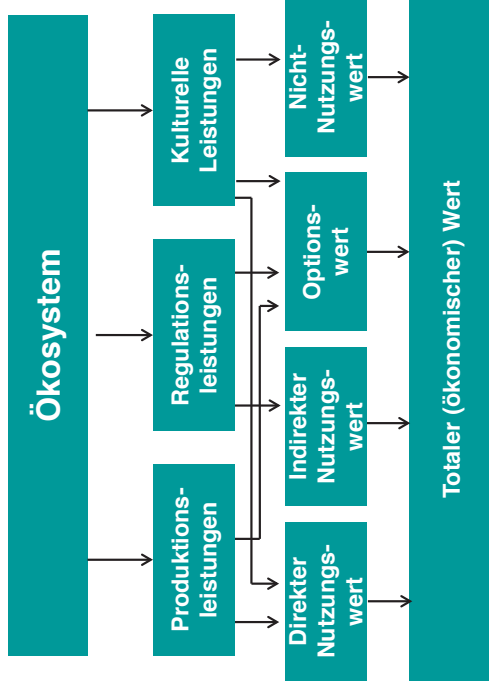 Ökosystem
Produktions-
leistungen
Regulations-
leistungen
Kulturelle
Leistungen
Direkter
Nutzungs-
wert
Indirekter
Nutzungs-
wert
Options-
wert
Nicht-
Nutzungs-
wert
Totaler (ökonomischer) Wert